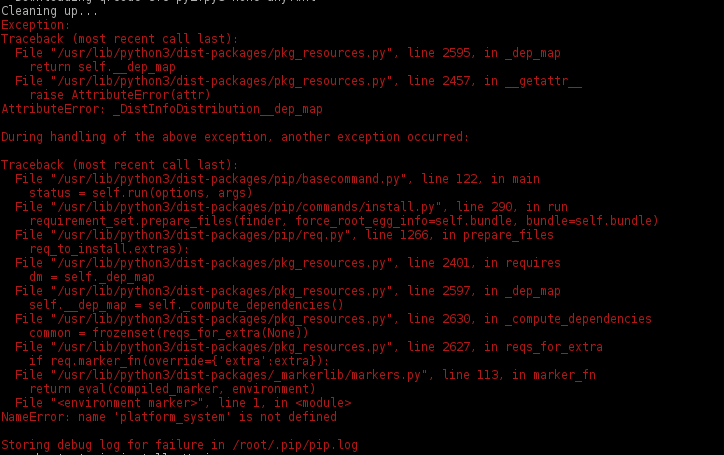 Cleaning up...
Exception:
Traceback (most recent call last):
  File "/usr/lib/python3/dist-packages/pkg_resources.py", line 2595, in _dep_map
    return self.__dep_map
  File "/usr/lib/python3/dist-packages/pkg_resources.py", line 2457, in __getattr__
    raise AttributeError(attr)
AttributeError: _DistInfoDistribution__dep_map

During handling of the above exception, another exception occurred:

Traceback (most recent call last):
  File "/usr/lib/python3/dist-packages/pip/basecommand.py", line 122, in main
    status = self.run(options, args)
  File "/usr/lib/python3/dist-packages/pip/commands/install.py", line 290, in run
    requirement_set.prepare_files(finder, force_root_egg_info=self.bundle, bundle=self.bundle)
  File "/usr/lib/python3/dist-packages/pip/req.py", line 1266, in prepare_files
    req_to_install.extras):
  File "/usr/lib/python3/dist-packages/pkg_resources.py", line 2401, in requires
    dm = self._dep_map
  File "/usr/lib/python3/dist-packages/pkg_resources.py", line 2597, in _dep_map
    self.__dep_map = self._compute_dependencies()
  File "/usr/lib/python3/dist-packages/pkg_resources.py", line 2630, in _compute_dependencies
    common = frozenset(reqs_for_extra(None))
  File "/usr/lib/python3/dist-packages/pkg_resources.py", line 2627, in reqs_for_extra
    if req.marker_fn(override={'extra':extra}):
  File "/usr/lib/python3/dist-packages/_markerlib/markers.py", line 113, in marker_fn
    return eval(compiled_marker, environment)
  File "<environment marker>", line 1, in <module>
NameError: name 'platform_system' is not defined

Storing debug log for failure in /root/.pip/pip.log